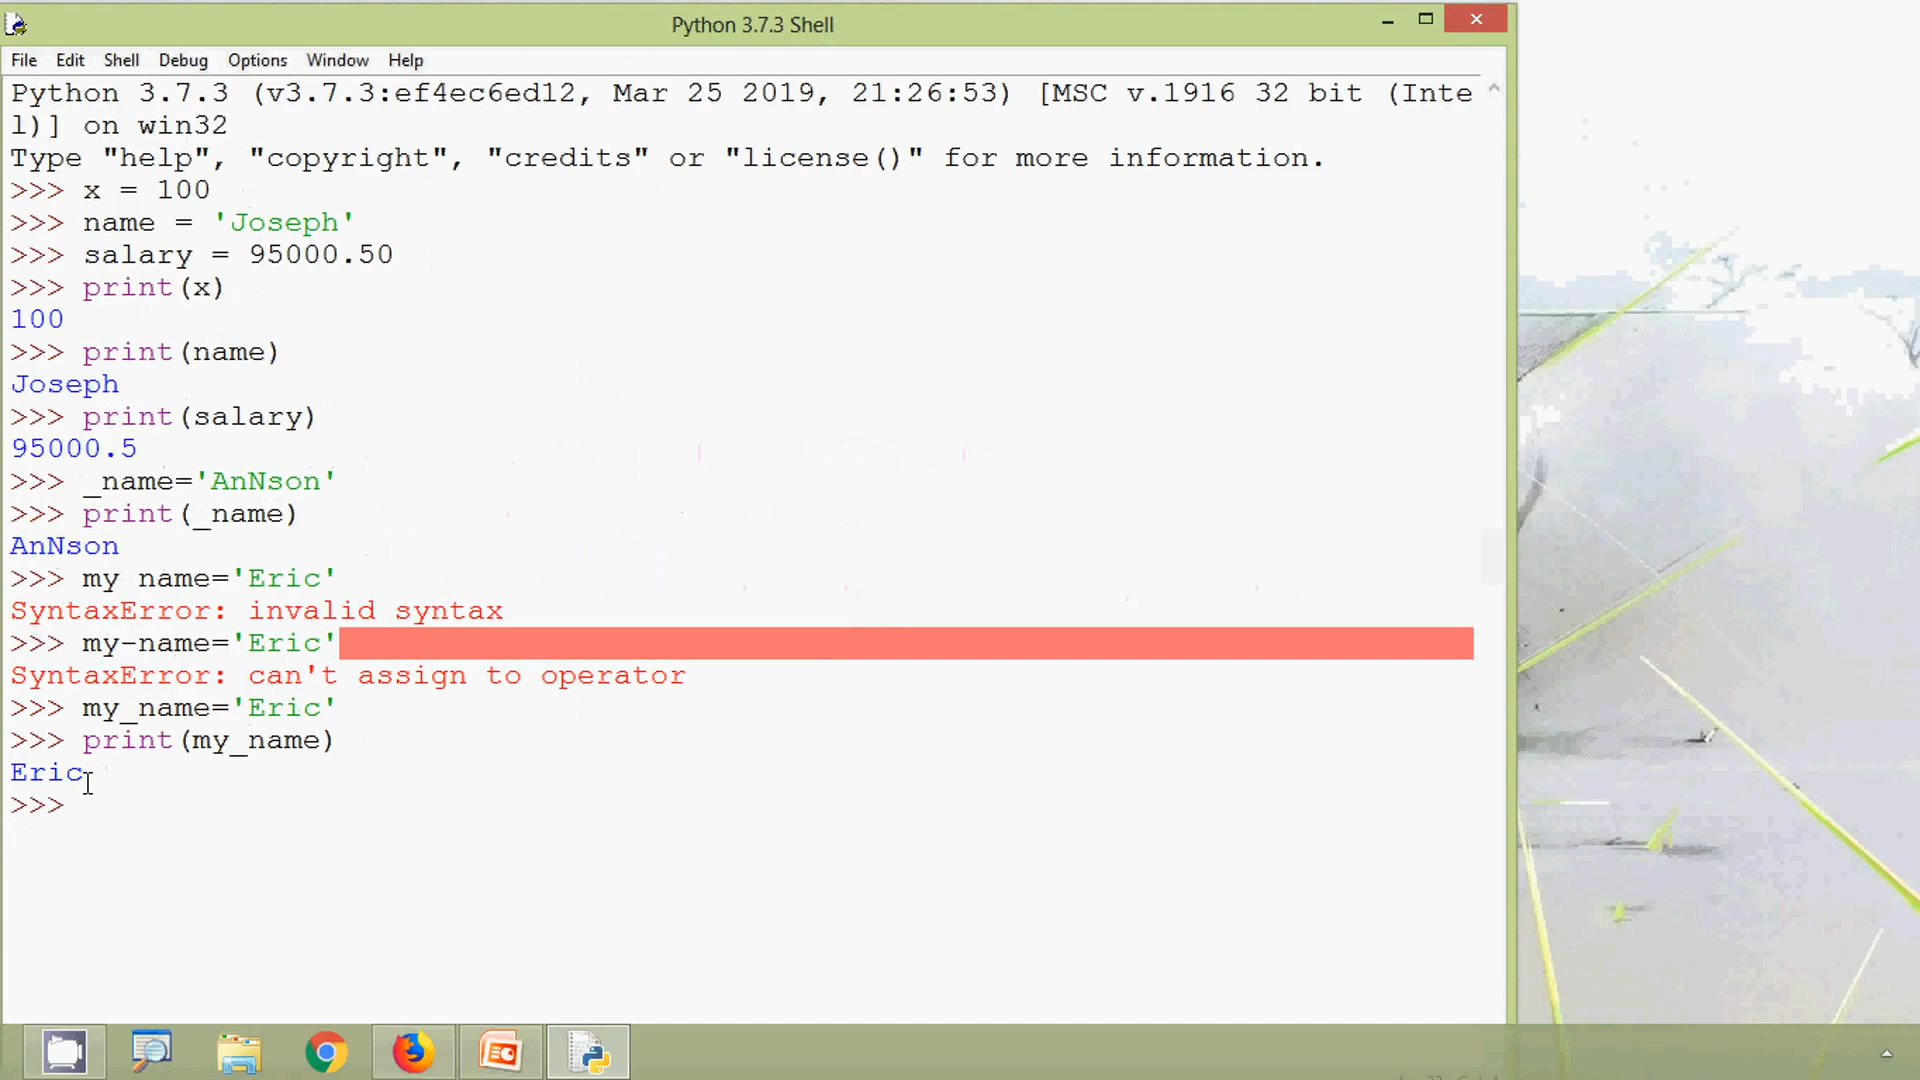 Python 3.7.3 Shell
File Edit Shell Debug Options Window Help
Python 3.7.3 (v3.7.3:ef4ec6ed12, Mar 25 2019, 21:26:53) [MSC v.1916 32 bit (Inte
l)] on win32
Type "help", "copyright", "credits" or "license()" for more information.
>>> x = 100
>>> name = 'Joseph'
>>> salary = 95000.50
>>> print(x)
100
>>> print(name)
Joseph
>>> print(salary)
95000.5
>>> _name='AnNson'
>>> print(_name)
AnNson
>>> my name='Eric'
SyntaxError: invalid syntax
>>> my-name='Eric'
SyntaxError: can't assign to operator
>>> my_name='Eric'
>>> print(my_name)
Eric
>>>